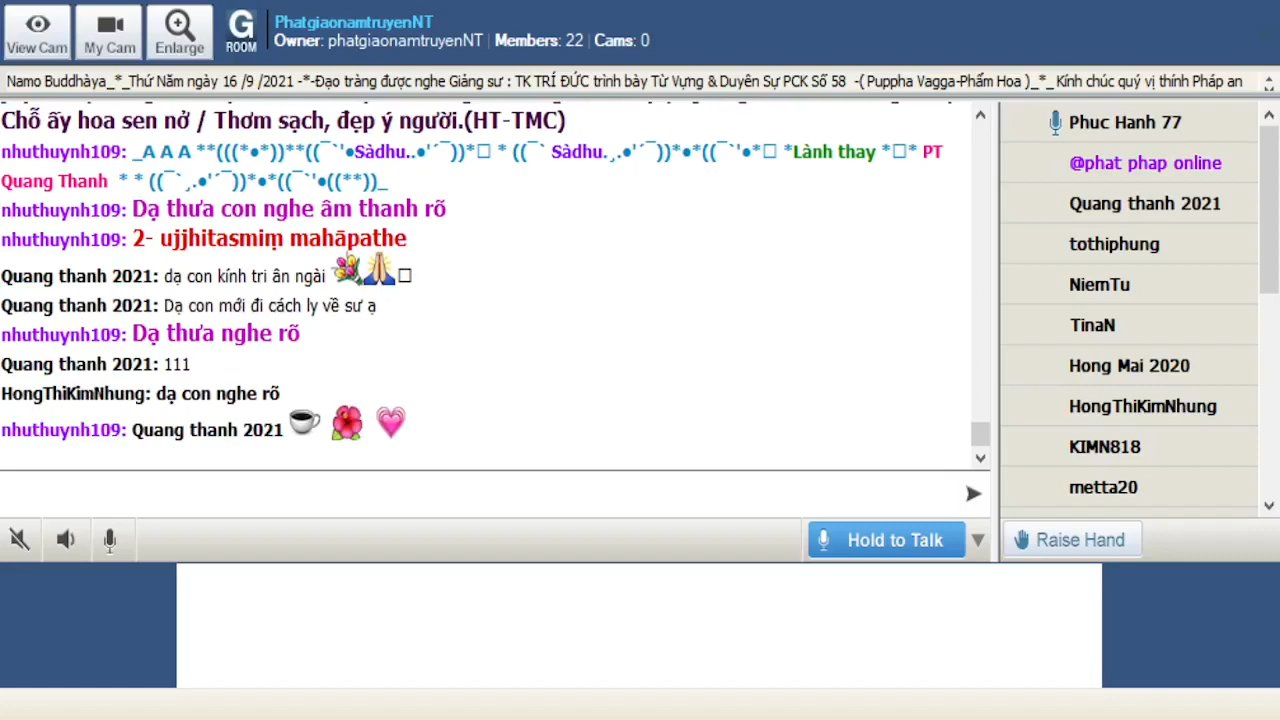 View Cam
My Cam
Enlarge
G
ROOM
PhatgiaonamtruyenNT
Owner: phatgiaonamtruyenNT | Members: 22 | Cams: 0
Namo Buddhàya_*_Thứ Năm ngày 16 /9 /2021 -*-Đạo tràng được nghe Giảng sư : TK TRÍ ĐỨC trình bày Từ Vựng & Duyên Sự PCK Số 58 -( Puppha Vagga-Phẩm Hoa )_*_ Kính chúc quý vị thính Pháp an
Chỗ ấy hoa sen nở / Thơm sạch, đẹp ý người.(HT-TMC)
nhuthuynh109: _A A A **(((*•*))**((¯`'•Sàdhu..•'´¯))*□ * ((¯` Sàdhu.¸.•'´¯))*•*((¯`'•*□ *Lành thay *□* PT
Quang Thanh * * ((¯`¸.•'´¯))*•*((¯`'•((**))_
nhuthuynh109: Dạ thưa con nghe âm thanh rõ
nhuthuynh109: 2- ujjhitasmiṃ mahāpathe
Quang thanh 2021: dạ con kính tri ân ngài 💐🙏□
Quang thanh 2021: Dạ con mới đi cách ly về sư ạ
nhuthuynh109: Dạ thưa nghe rõ
Quang thanh 2021: 111
HongThiKimNhung: dạ con nghe rõ
nhuthuynh109: Quang thanh 2021 ☕ 🌺 💗
Hold to Talk
Phuc Hanh 77
@phat phap online
Quang thanh 2021
tothiphung
NiemTu
TinaN
Hong Mai 2020
HongThiKimNhung
KIMN818
metta20
Raise Hand